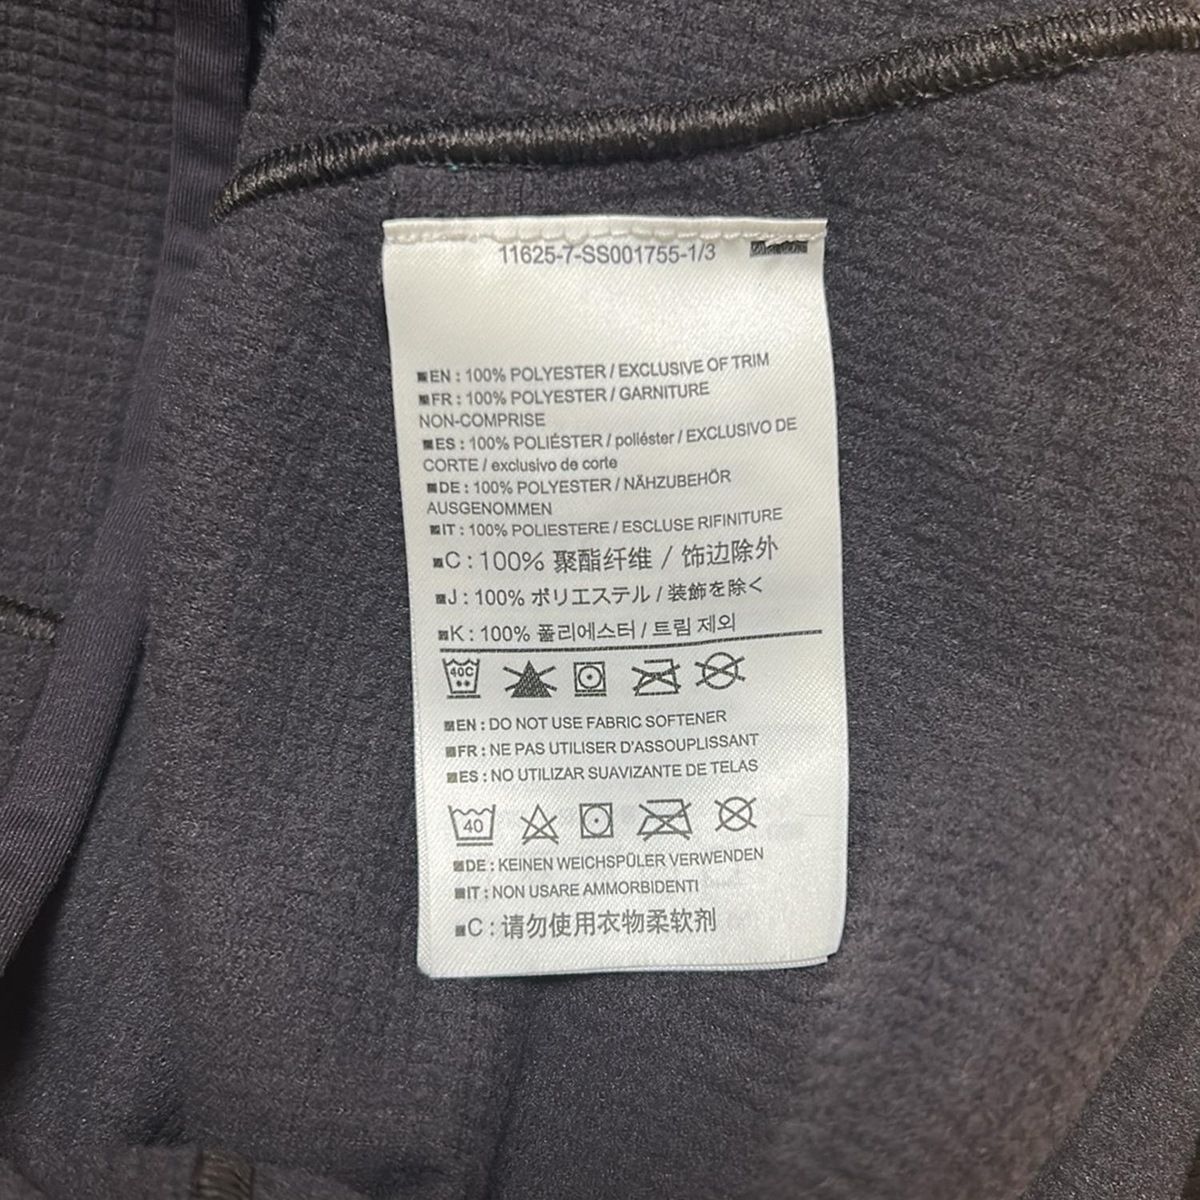 11625-7-SS001755-1/3
EN : 100% POLYESTER / EXCLUSIVE OF TRIM
FR : 100% POLYESTER / GARNITURE
NON-COMPRISE
ES : 100% POLIÉSTER / poliéster / EXCLUSIVO DE
CORTE / exclusivo de corte
DE : 100% POLYESTER / NÄHZUBEHÖR
AUSGENOMMEN
IT : 100% POLIESTERE / ESCLUSE RIFINITURE
C : 100% 聚酯纤维 / 饰边除外
J : 100% ポリエステル / 装飾を除く
K : 100% 폴리에스터 / 트림 제외
40C
EN : DO NOT USE FABRIC SOFTENER
FR : NE PAS UTILISER D'ASSOUPLISSANT
ES : NO UTILIZAR SUAVIZANTE DE TELAS
40
DE : KEINEN WEICHSPÜLER VERWENDEN
IT : NON USARE AMMORBIDENTI
C : 请勿使用衣物柔软剂